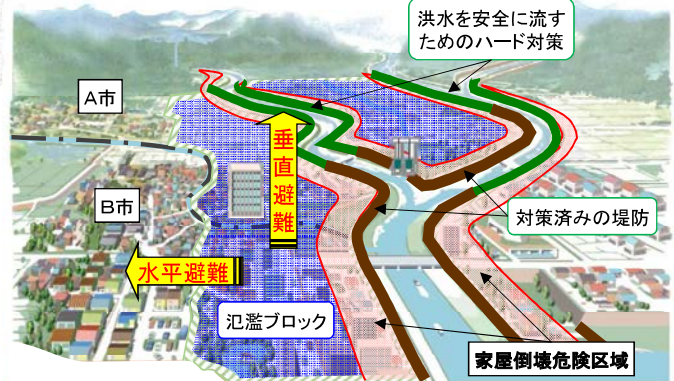 洪水を安全に流す
ためのハード対策
A市
垂直避難
B市
対策済みの堤防
水平避難
氾濫ブロック
家屋倒壊危険区域